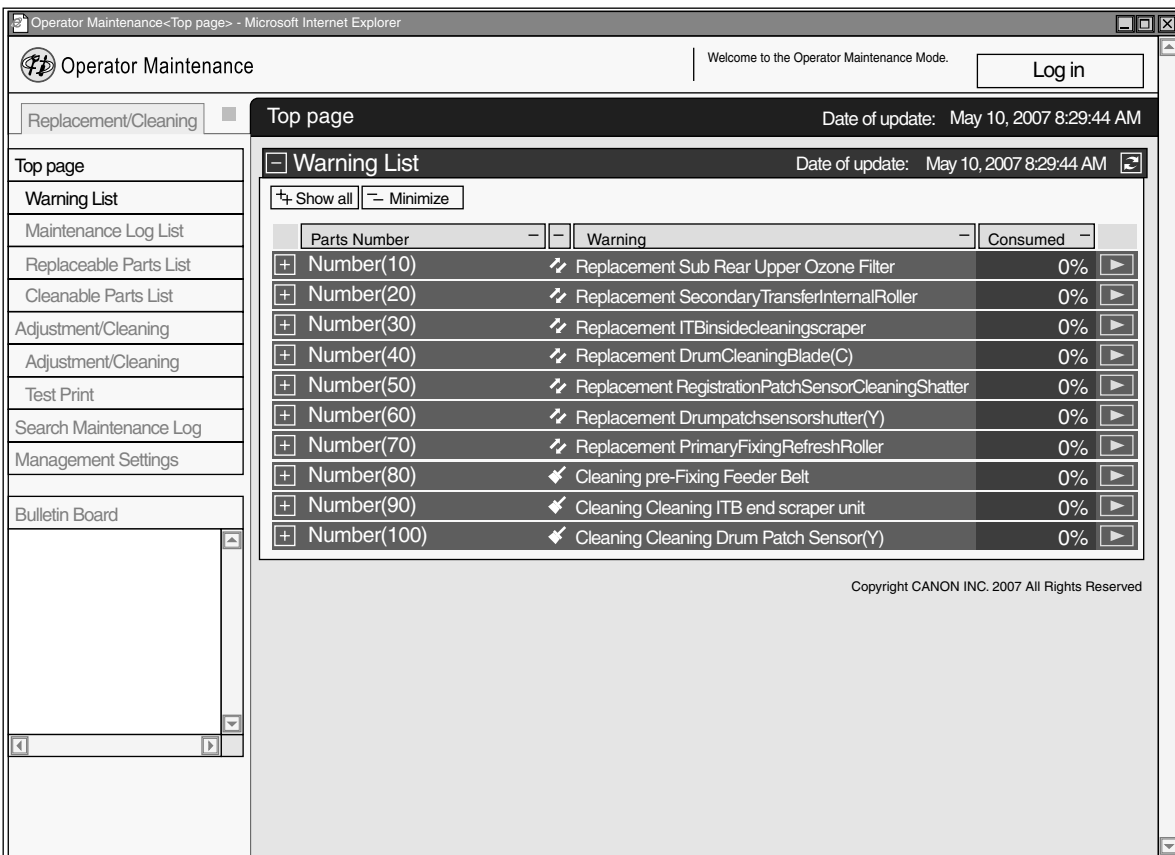 Operator Maintenance<Top page> - Microsoft Internet Explorer
Operator Maintenance
Welcome to the Operator Maintenance Mode.
Log in
Replacement/Cleaning
Top page
Warning List
Maintenance Log List
Replaceable Parts List
Cleanable Parts List
Adjustment/Cleaning
Adjustment/Cleaning
Test Print
Search Maintenance Log
Management Settings
Bulletin Board
Top page Date of update: May 10, 2007 8:29:44 AM
Warning List Date of update: May 10, 2007 8:29:44 AM
Show all Minimize
Parts Number Warning Consumed
Number(10) Replacement Sub Rear Upper Ozone Filter 0%
Number(20) Replacement SecondaryTransferInternalRoller 0%
Number(30) Replacement ITBinsidecleaningscraper 0%
Number(40) Replacement DrumCleaningBlade(C) 0%
Number(50) Replacement RegistrationPatchSensorCleaningShatter 0%
Number(60) Replacement Drumpatchsensorshutter(Y) 0%
Number(70) Replacement PrimaryFixingRefreshRoller 0%
Number(80) Cleaning pre-Fixing Feeder Belt 0%
Number(90) Cleaning Cleaning ITB end scraper unit 0%
Number(100) Cleaning Cleaning Drum Patch Sensor(Y) 0%
Copyright CANON INC. 2007 All Rights Reserved